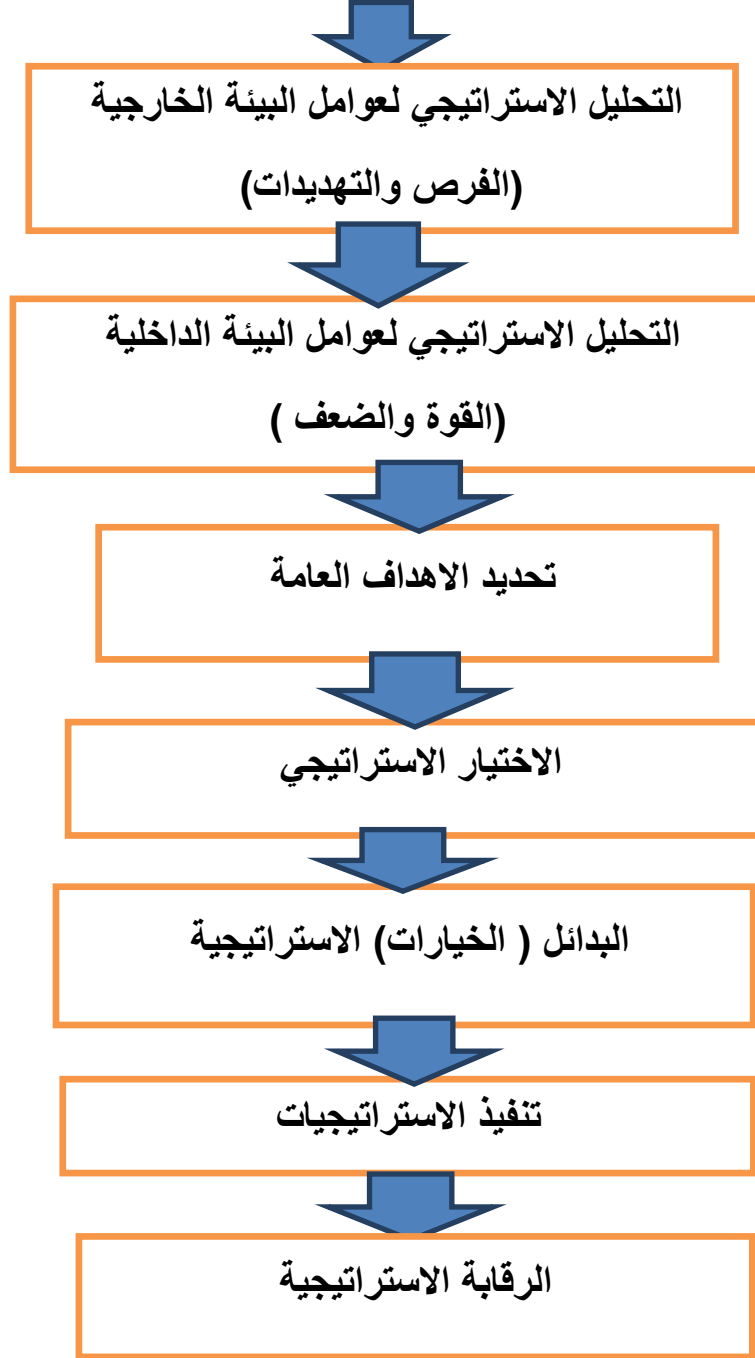 التحليل الاستراتيجي لعوامل البيئة الخارجية
(الفرص والتهديدات)
التحليل الاستراتيجي لعوامل البيئة الداخلية
(القوة والضعف )
تحديد الاهداف العامة
الاختيار الاستراتيجي
البدائل ( الخيارات) الاستراتيجية
تنفيذ الاستراتيجيات
الرقابة الاستراتيجية